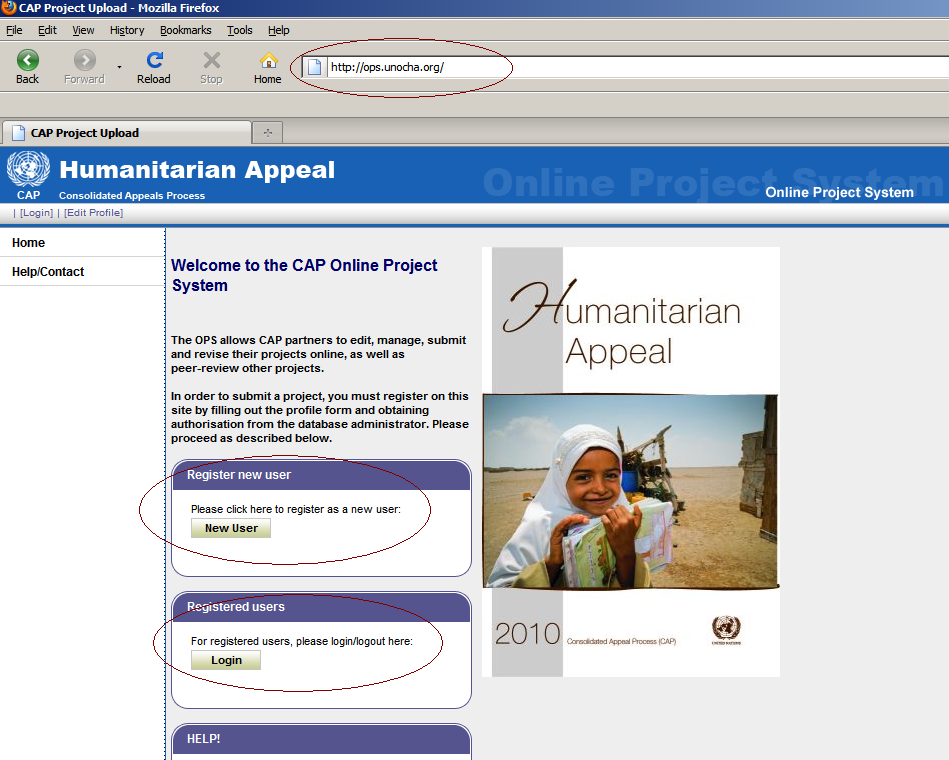 CAP Project Upload - Mozilla Firefox
File Edit View History Bookmarks Tools Help
Back Forward Reload Stop Home
http://ops.unocha.org/
CAP Project Upload
Humanitarian Appeal
CAP Consolidated Appeals Process
Online Project System
Online Project System
| [Login] | [Edit Profile]
Home
Help/Contact
Welcome to the CAP Online Project
System
The OPS allows CAP partners to edit, manage, submit
and revise their projects online, as well as
peer-review other projects.
In order to submit a project, you must register on this
site by filling out the profile form and obtaining
authorisation from the database administrator. Please
proceed as described below.
Register new user
Please click here to register as a new user:
New User
Registered users
For registered users, please login/logout here:
Login
HELP!
Humanitarian
Appeal
2010 Consolidated Appeal Process (CAP)
UNITED NATIONS